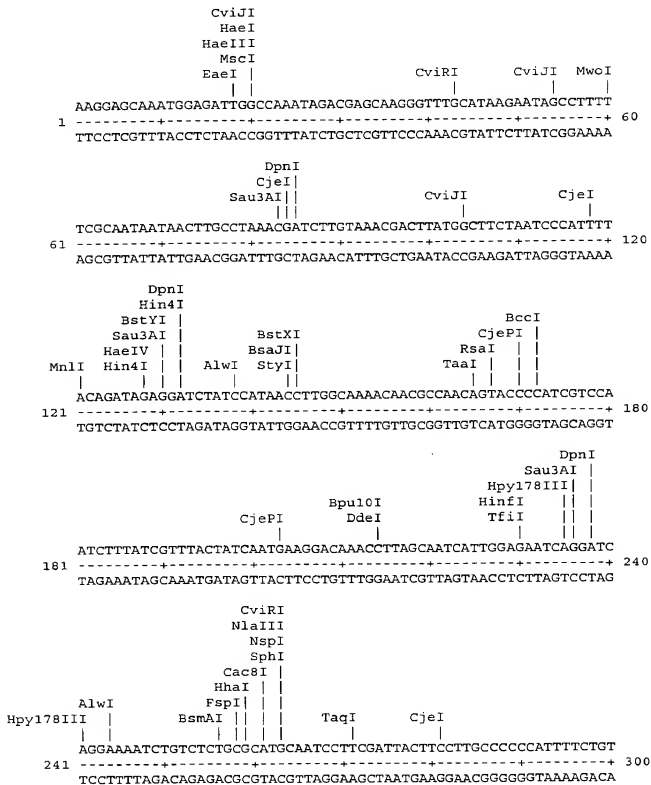 CviJI
HaeI
HaeIII
MscI
EaeI CviRI CviJI MwoI
AAGGAGCAAATGGAGATTGGCCAAATAGACGAGCAAGGGTTTGCATAAGAATAGCCTTTT
1 ---------+---------+---------+---------+---------+---------+ 60
TTCCTCGTTTACCTCTAACCGGTTTATCTGCTCGTTCCCAAACGTATTCTTATCGGAAAA
DpnI
CjeI
Sau3AI CviJI CjeI
TCGCAATAATAACTTGCCTAAACGATCTTGTAAACGACTTATGGCTTCTAATCCCATTTT
61 ---------+---------+---------+---------+---------+---------+ 120
AGCGTTATTATTGAACGGATTTGCTAGAACATTTGCTGAATACCGAAGATTAGGGTAAAA
DpnI
Hin4I
BstYI BccI
Sau3AI BstXI CjePI
HaeIV BsaJI RsaI
MnlI Hin4I AlwI StyI TaaI
ACAGATAGAGGATCTATCCATAACCTTGGCAAAACAACGCCAACAGTACCCCATCGTCCA
121 ---------+---------+---------+---------+---------+---------+ 180
TGTCTATCTCCTAGATAGGTATTGGAACCGTTTTGTTGCGGTTGTCATGGGGTAGCAGGT
DpnI
Sau3AI
Hpy178III
Bpu10I HinfI
CjePI DdeI TfiI
ATCTTTATCGTTTACTATCAATGAAGGACAAACCTTAGCAATCATTGGAGAATCAGGATC
181 ---------+---------+---------+---------+---------+---------+ 240
TAGAAATAGCAAATGATAGTTACTTCCTGTTTGGAATCGTTAGTAACCTCTTAGTCCTAG
CviRI
NlaIII
NspI
SphI
Cac8I
HhaI
AlwI FspI
Hpy178III BsmAI TaqI CjeI
AGGAAAATCTGTCTCTGCGCATGCAATCCTTCGATTACTTCCTTGCCCCCCATTTTCTGT
241 ---------+---------+---------+---------+---------+---------+ 300
TCCTTTTAGACAGAGACGCGTACGTTAGGAAGCTAATGAAGGAACGGGGGGTAAAAGACA